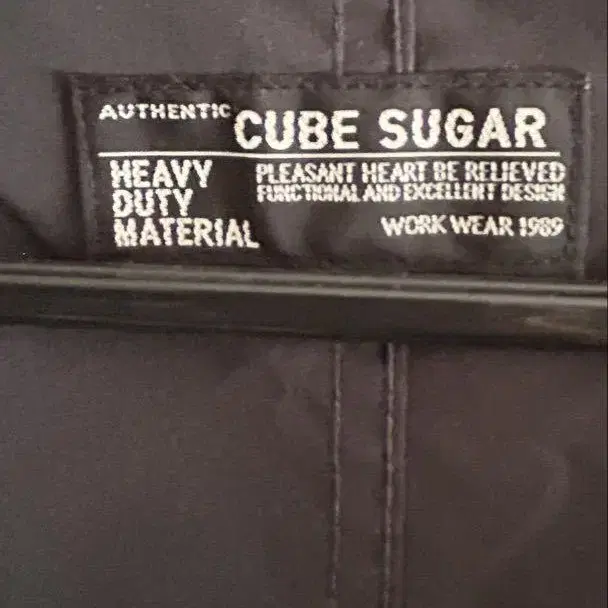 AUTHENTIC CUBE SUGAR
HEAVY DUTY MATERIAL
PLEASANT HEART BE RELIEVED
FUNCTIONAL AND EXCELLENT DESIGN
WORK WEAR 1989